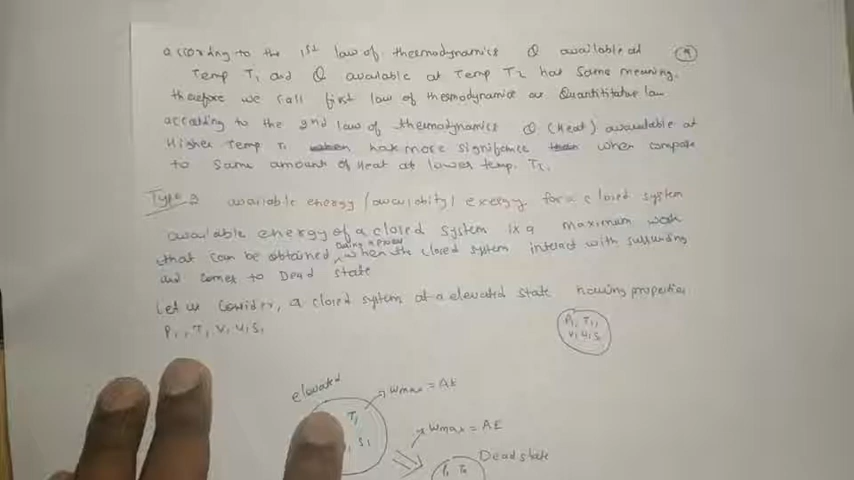 according to the 1st law of thermodynamics Q available at
Temp T1 and Q available at Temp T2 has same meaning.
9
therefore we call first law of thermodynamics as Quantitative law
according to the 2nd law of thermodynamics Q (Heat) available at
Higher Temp T1 has more significance when compare
to same amount of Heat at lower temp. T2.
Type 2 available energy / availability / exergy for a closed system
available energy of a closed system is a maximum work
that can be obtained during a process when the closed system interact with surrounding
and comes to Dead state
Let us Consider, a closed system at a elevated state having properties
P1, T1 V1 U1 S1
P1, T1,
V1 U1 S1
elevated
Wmax = AE
T1
S1
Wmax = AE
Dead state